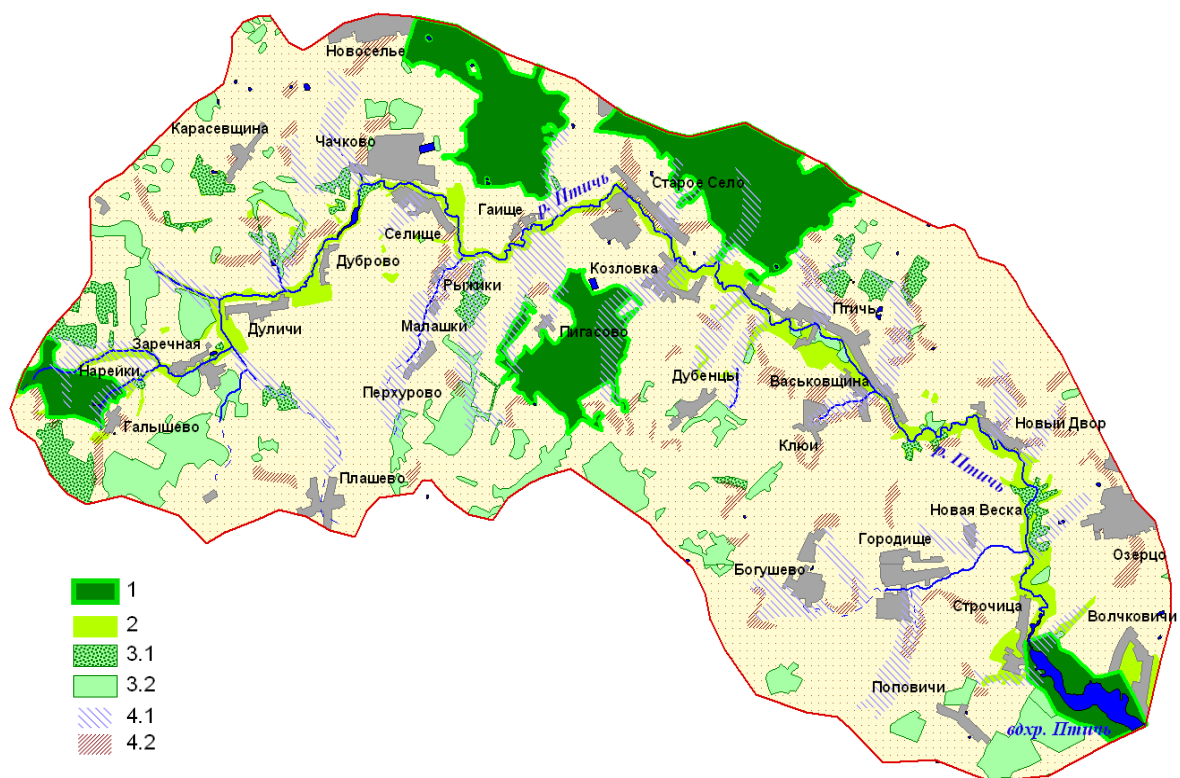 Новоселье
Карасевщина
Чачково
Старое Село
р. Птичь
Гаище
Селище
Дуброво
Козловка
Рыжики
Птичь
Малашки
Пигасово
Дуличи
Заречная
Нарейки
Перхурово
Дубенцы
Васьковщина
Галышево
Новый Двор
Клюи
р. Птичь
Плашево
Новая Веска
Городище
Озерцо
Богушево
Строчица
Волчковичи
Поповичи
вдхр. Птичь
1
2
3.1
3.2
4.1
4.2